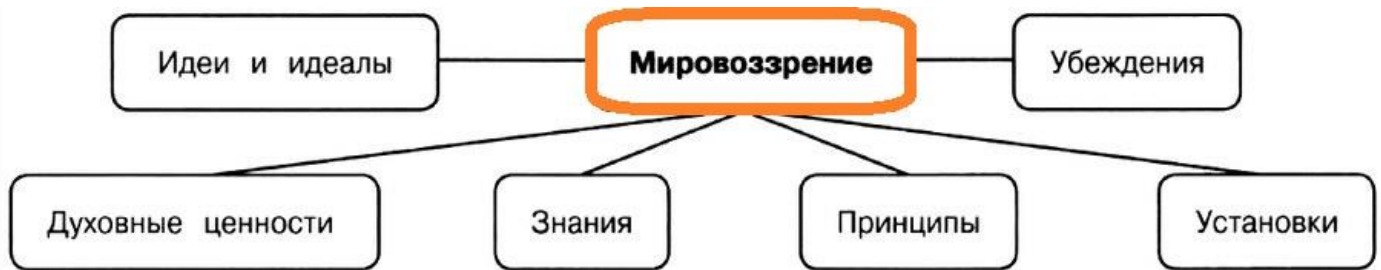 Идеи и идеалы
Мировоззрение
Убеждения
Духовные ценности
Знания
Принципы
Установки